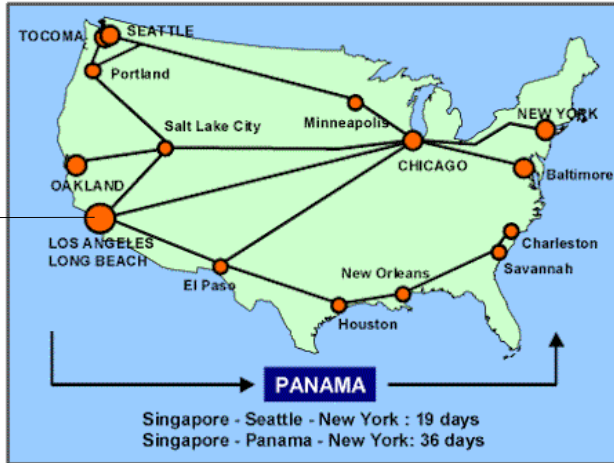 SEATTLE
TOCOMA
Portland
Minneapolis
NEW YORK
Salt Lake City
CHICAGO
Baltimore
OAKLAND
LOS ANGELES
LONG BEACH
Charleston
Savannah
El Paso
New Orleans
Houston
PANAMA
Singapore - Seattle - New York : 19 days
Singapore - Panama - New York: 36 days